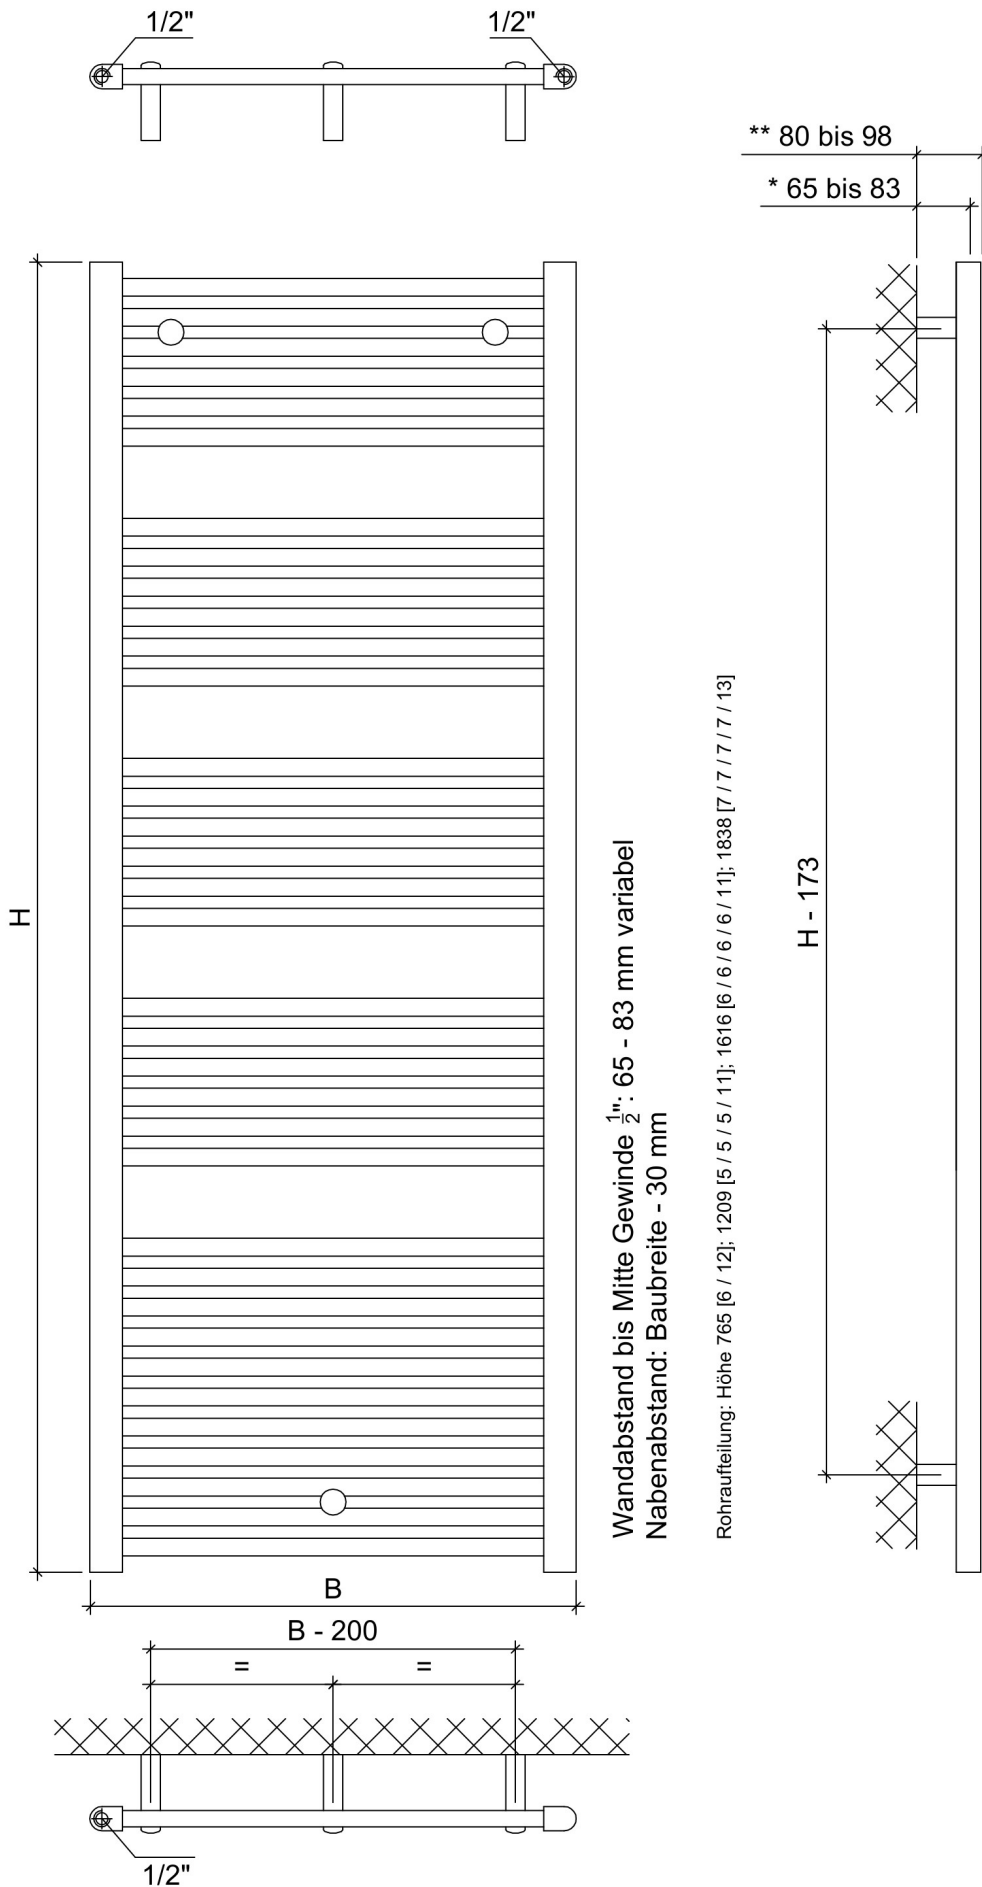 1/2"
1/2"
** 80 bis 98
* 65 bis 83
H
H - 173
Wandabstand bis Mitte Gewinde 1/2": 65 - 83 mm variabel
Nabenabstand: Baubreite - 30 mm
Rohraufteilung: Höhe 765 [6 / 12]; 1209 [5 / 5 / 5 / 11]; 1616 [6 / 6 / 6 / 6 / 11]; 1838 [7 / 7 / 7 / 7 / 13]
B
B - 200
= =
1/2"